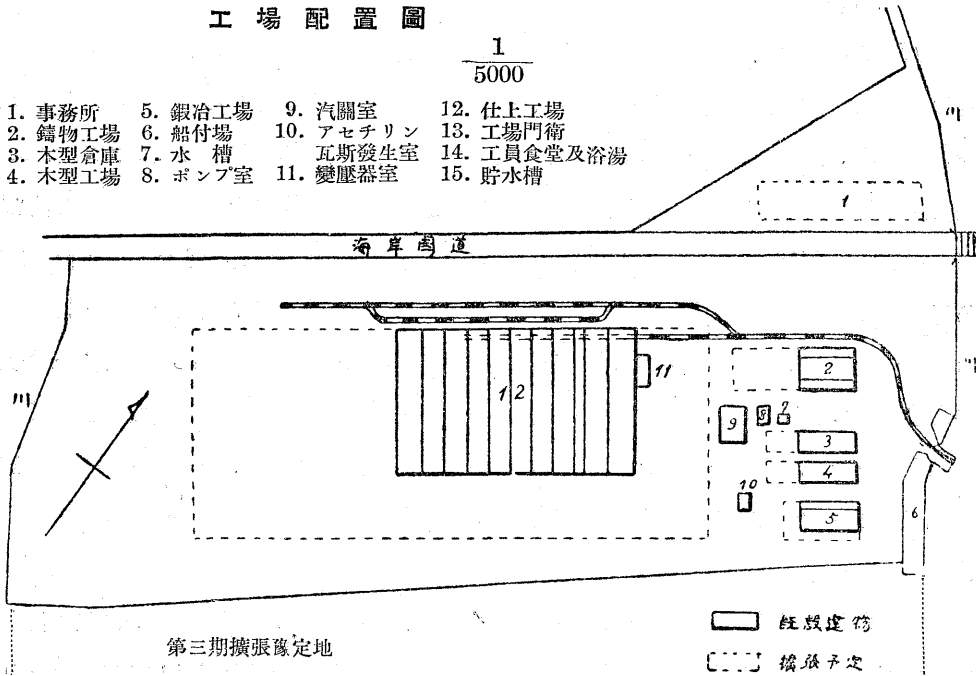 工場配置圖
1
5000
1. 事務所 5. 鍛冶工場 9. 汽關室 12. 仕上工場
2. 鑄物工場 6. 船付場 10. アセチリン 13. 工場門衛
3. 木型倉庫 7. 水槽 瓦斯發生室 14. 工員食堂及浴湯
4. 木型工場 8. ポンプ室 11. 變壓器室 15. 貯水槽
川
1
海岸國道
川
川
2
11
12
9
8
7
3
4
10
5
6
第三期擴張豫定地
既設建物
擴張予定